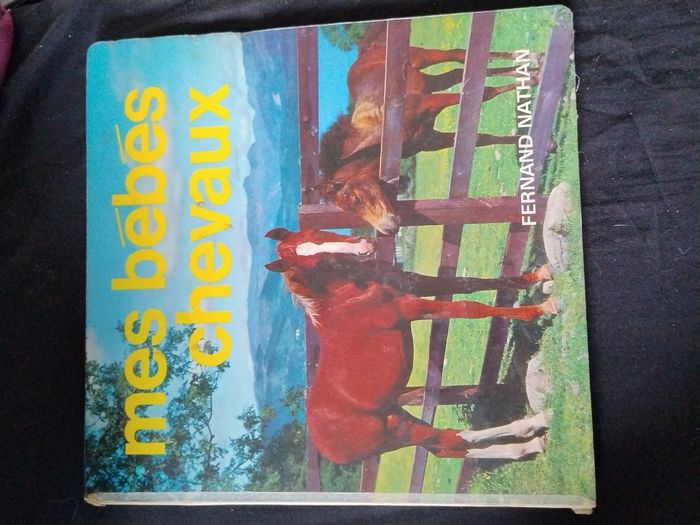 mes bébés
chevaux
FERNAND NATHAN